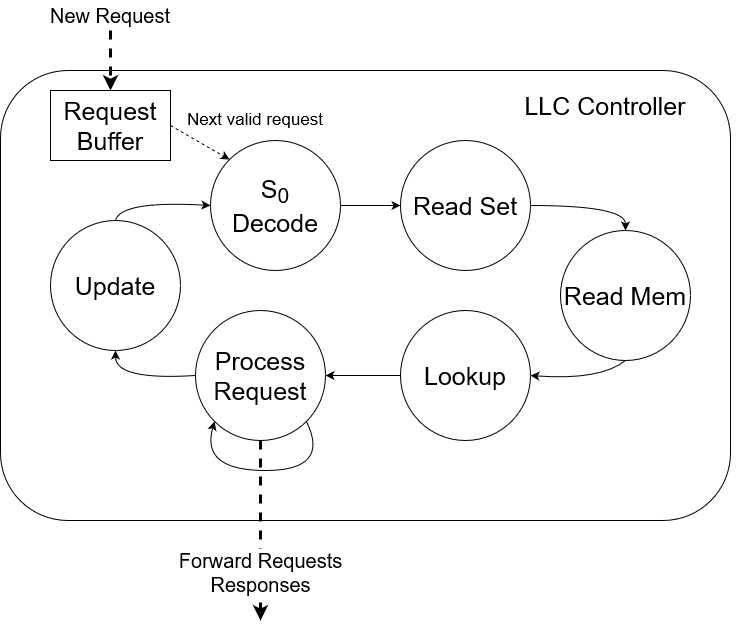 New Request
LLC Controller
Request
Buffer
Next valid request
S0
Decode
Read Set
Update
Read Mem
Process
Request
Lookup
Forward Requests
Responses